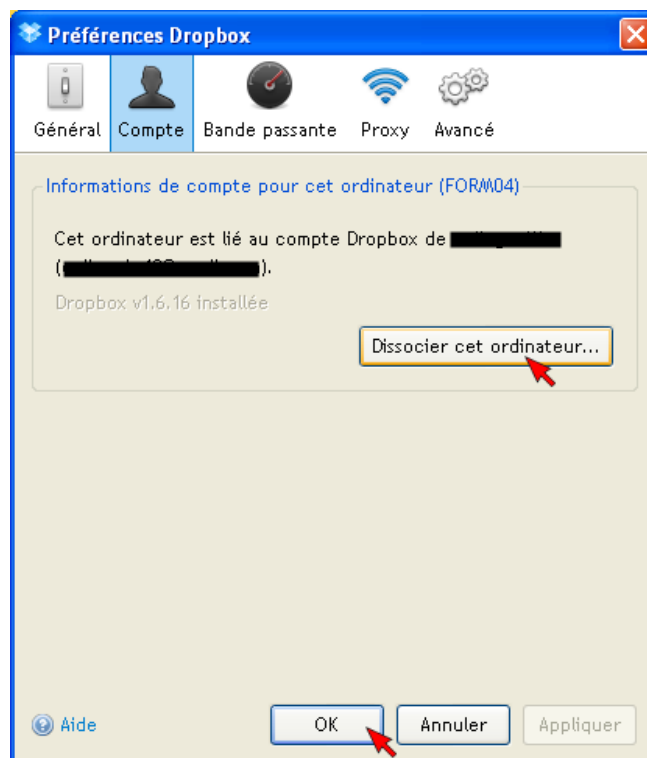 Préférences Dropbox
Général Compte Bande passante Proxy Avancé
Informations de compte pour cet ordinateur (FORM04)
Cet ordinateur est lié au compte Dropbox de
( ).
Dropbox v1.6.16 installée
Dissocier cet ordinateur...
Aide OK Annuler Appliquer